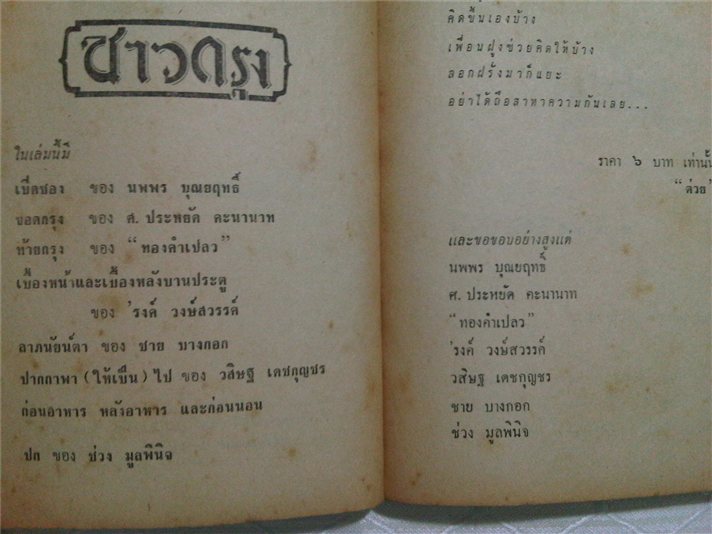 ชาวกรุง
ในเล่มนี้มี
เปิดซอง ของ นพพร บุณยฤทธิ์
ยอดกรุง ของ ศ. ประหยัด คะนานาท
ท้ายกรุง ของ “ทองคำเปลว”
เบื้องหน้าและเบื้องหลังบานประตู
ของ 'รงค์ วงษ์สวรรค์
ลาภนัยน์ตา ของ ชาย บางกอก
ปากกาพา (ให้เป็น) ไป ของ วสิษฐ เดชกุญชร
ก่อนอาหาร หลังอาหาร และก่อนนอน
ปก ของ ช่วง มูลพินิจ
คิดขึ้นเองบ้าง
เพื่อนฝูงช่วยคิดให้บ้าง
ลอกฝรั่งมาก็แยะ
อย่าได้ถือสาหาความกันเลย...
ราคา ๖ บาท เท่านั้น
“ต่วย”
และขอขอบอย่างสูงแด่
นพพร บุณยฤทธิ์
ศ. ประหยัด คะนานาท
“ทองคำเปลว”
'รงค์ วงษ์สวรรค์
วสิษฐ เดชกุญชร
ชาย บางกอก
ช่วง มูลพินิจ